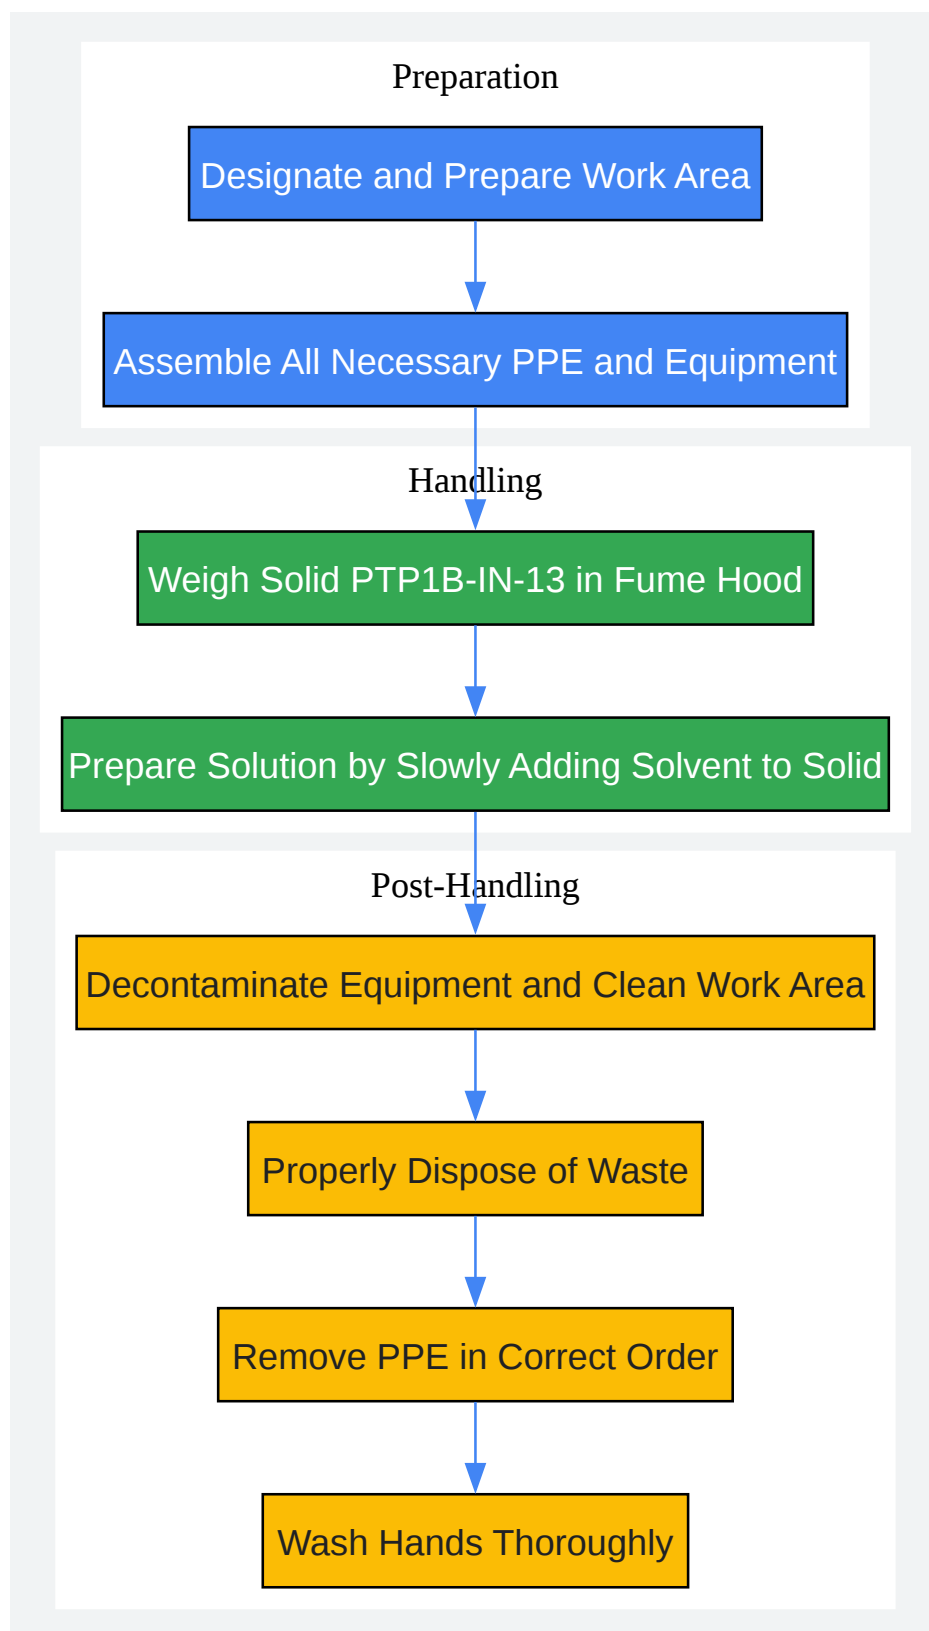 Preparation
Designate and Prepare Work Area
Assemble All Necessary PPE and Equipment
Handling
Weigh Solid PTP1B-IN-13 in Fume Hood
Prepare Solution by Slowly Adding Solvent to Solid
Post-Handling
Decontaminate Equipment and Clean Work Area
Properly Dispose of Waste
Remove PPE in Correct Order
Wash Hands Thoroughly